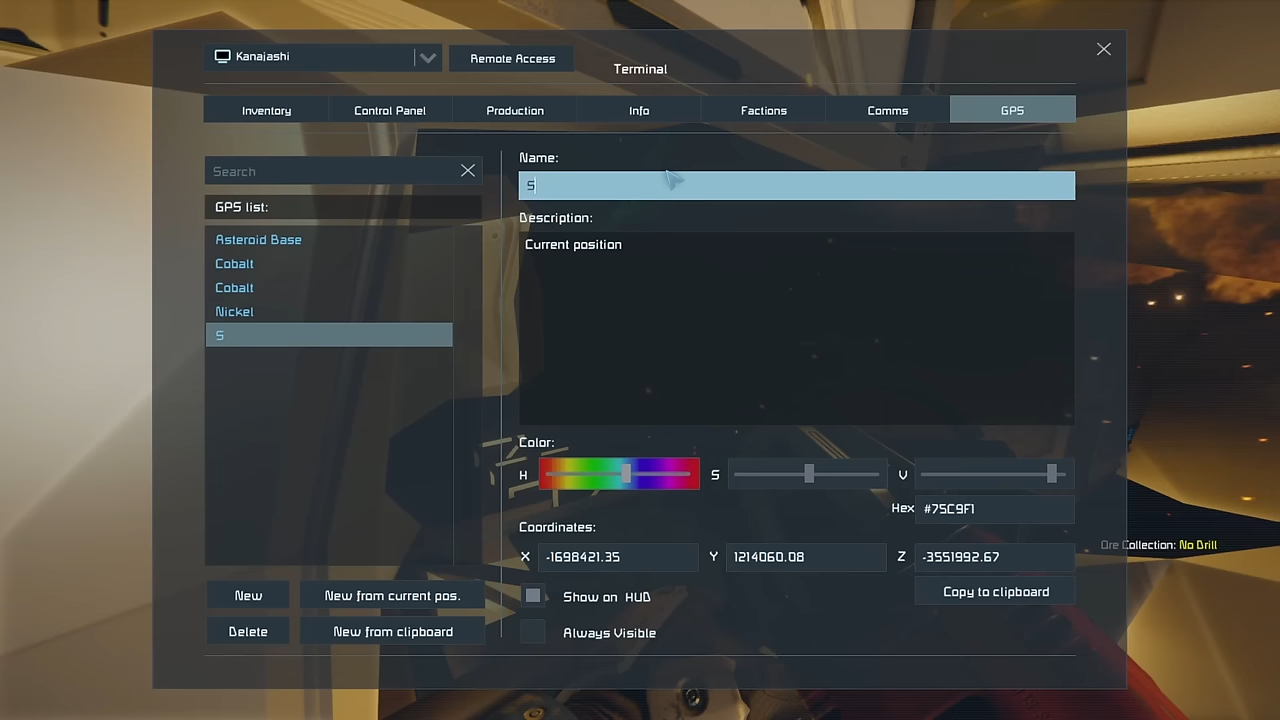 Kanajashi
Remote Access
Terminal
Inventory
Control Panel
Production
Info
Factions
Comms
GPS
Search
GPS list:
Asteroid Base
Cobalt
Cobalt
Nickel
S
New
New from current pos.
Delete
New from clipboard
Name:
S
Description:
Current position
Color:
H
S
V
Hex #75C9F1
Coordinates:
X -1698421.35
Y 1214060.08
Z -3551992.67
Show on HUD
Copy to clipboard
Always Visible
Ore Collection: No Drill